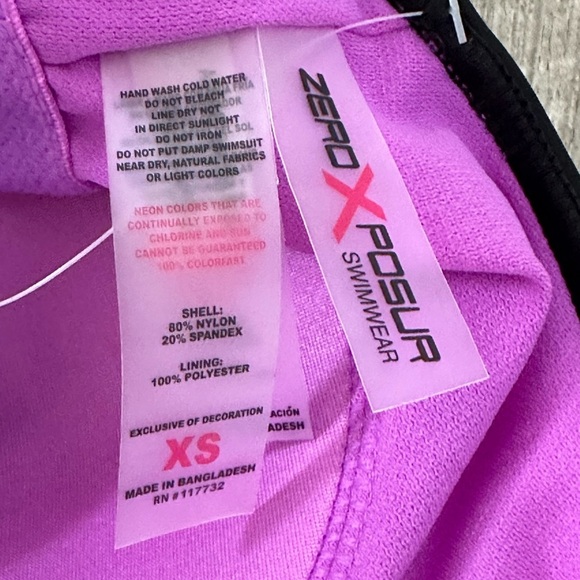 HAND WASH COLD WATER
DO NOT BLEACH
LINE DRY NOT
IN DIRECT SUNLIGHT
DO NOT IRON
DO NOT PUT DAMP SWIMSUIT
NEAR DRY, NATURAL FABRICS
OR LIGHT COLORS
NEON COLORS THAT ARE
CONTINUALLY EXPOSED TO
CHLORINE AND SUN
CANNOT BE GUARANTEED
100% COLORFAST
SHELL:
80% NYLON
20% SPANDEX
LINING:
100% POLYESTER
EXCLUSIVE OF DECORATION
XS
MADE IN BANGLADESH
RN #117732
ACIÓN
ADESH
ZEROXPOSUR
SWIMWEAR